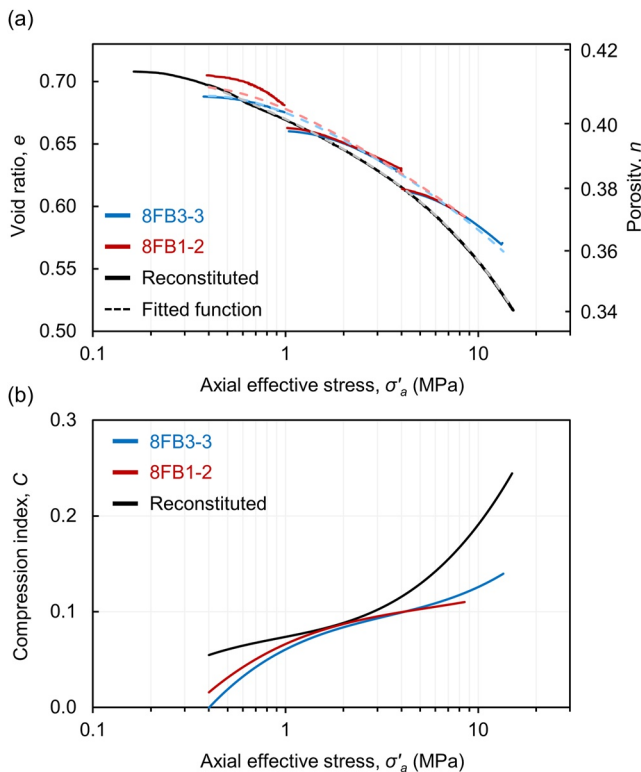 (a)
0.70
0.65
0.60
0.55
0.50
Void ratio, e
0.42
0.40
0.38
0.36
0.34
Porosity, n
8FB3-3
8FB1-2
Reconstituted
Fitted function
0.1
1
10
Axial effective stress, σ'a (MPa)
(b)
0.3
0.2
0.1
0.0
Compression index, C
8FB3-3
8FB1-2
Reconstituted
0.1
1
10
Axial effective stress, σ'a (MPa)